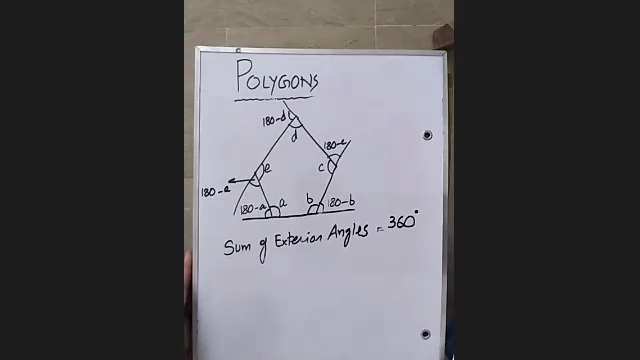 POLYGONS
180-d
d
180-c
c
e
180-e
180-a
a
b
180-b
Sum of Exterior Angles = 360°